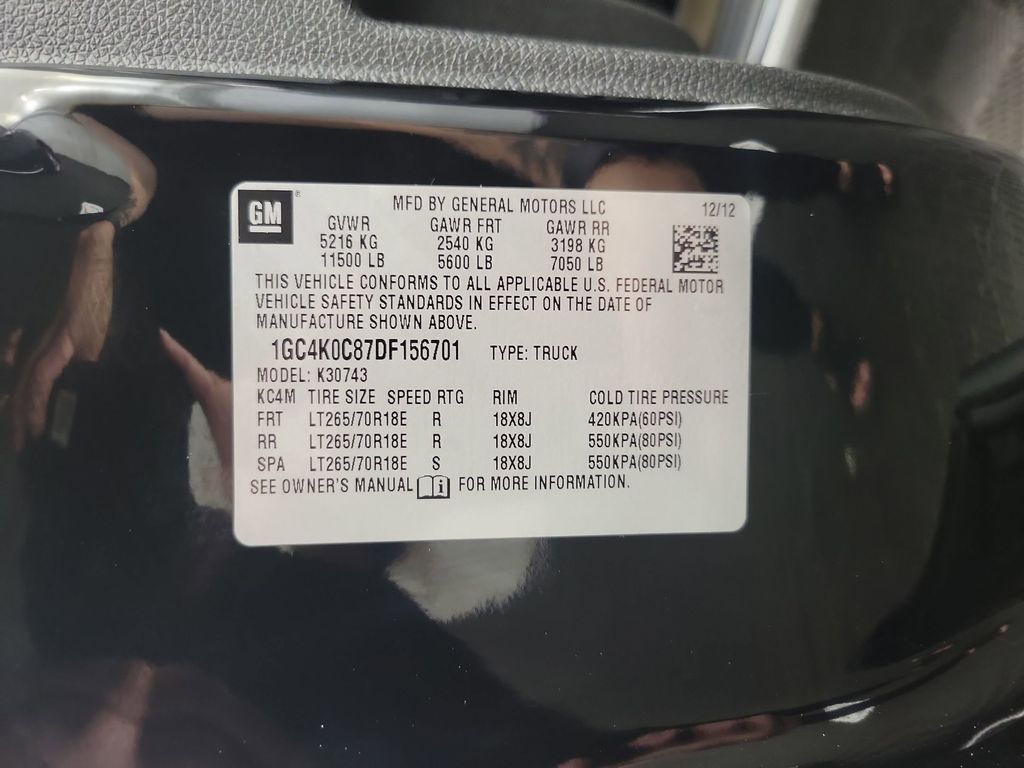 GM ® MFD BY GENERAL MOTORS LLC 12/12
GVWR GAWR FRT GAWR RR
5216 KG 2540 KG 3198 KG
11500 LB 5600 LB 7050 LB
THIS VEHICLE CONFORMS TO ALL APPLICABLE U.S. FEDERAL MOTOR
VEHICLE SAFETY STANDARDS IN EFFECT ON THE DATE OF
MANUFACTURE SHOWN ABOVE.
1GC4K0C87DF156701 TYPE: TRUCK
MODEL: K30743
KC4M TIRE SIZE SPEED RTG RIM COLD TIRE PRESSURE
FRT LT265/70R18E R 18X8J 420KPA(60PSI)
RR LT265/70R18E R 18X8J 550KPA(80PSI)
SPA LT265/70R18E S 18X8J 550KPA(80PSI)
SEE OWNER'S MANUAL i FOR MORE INFORMATION.